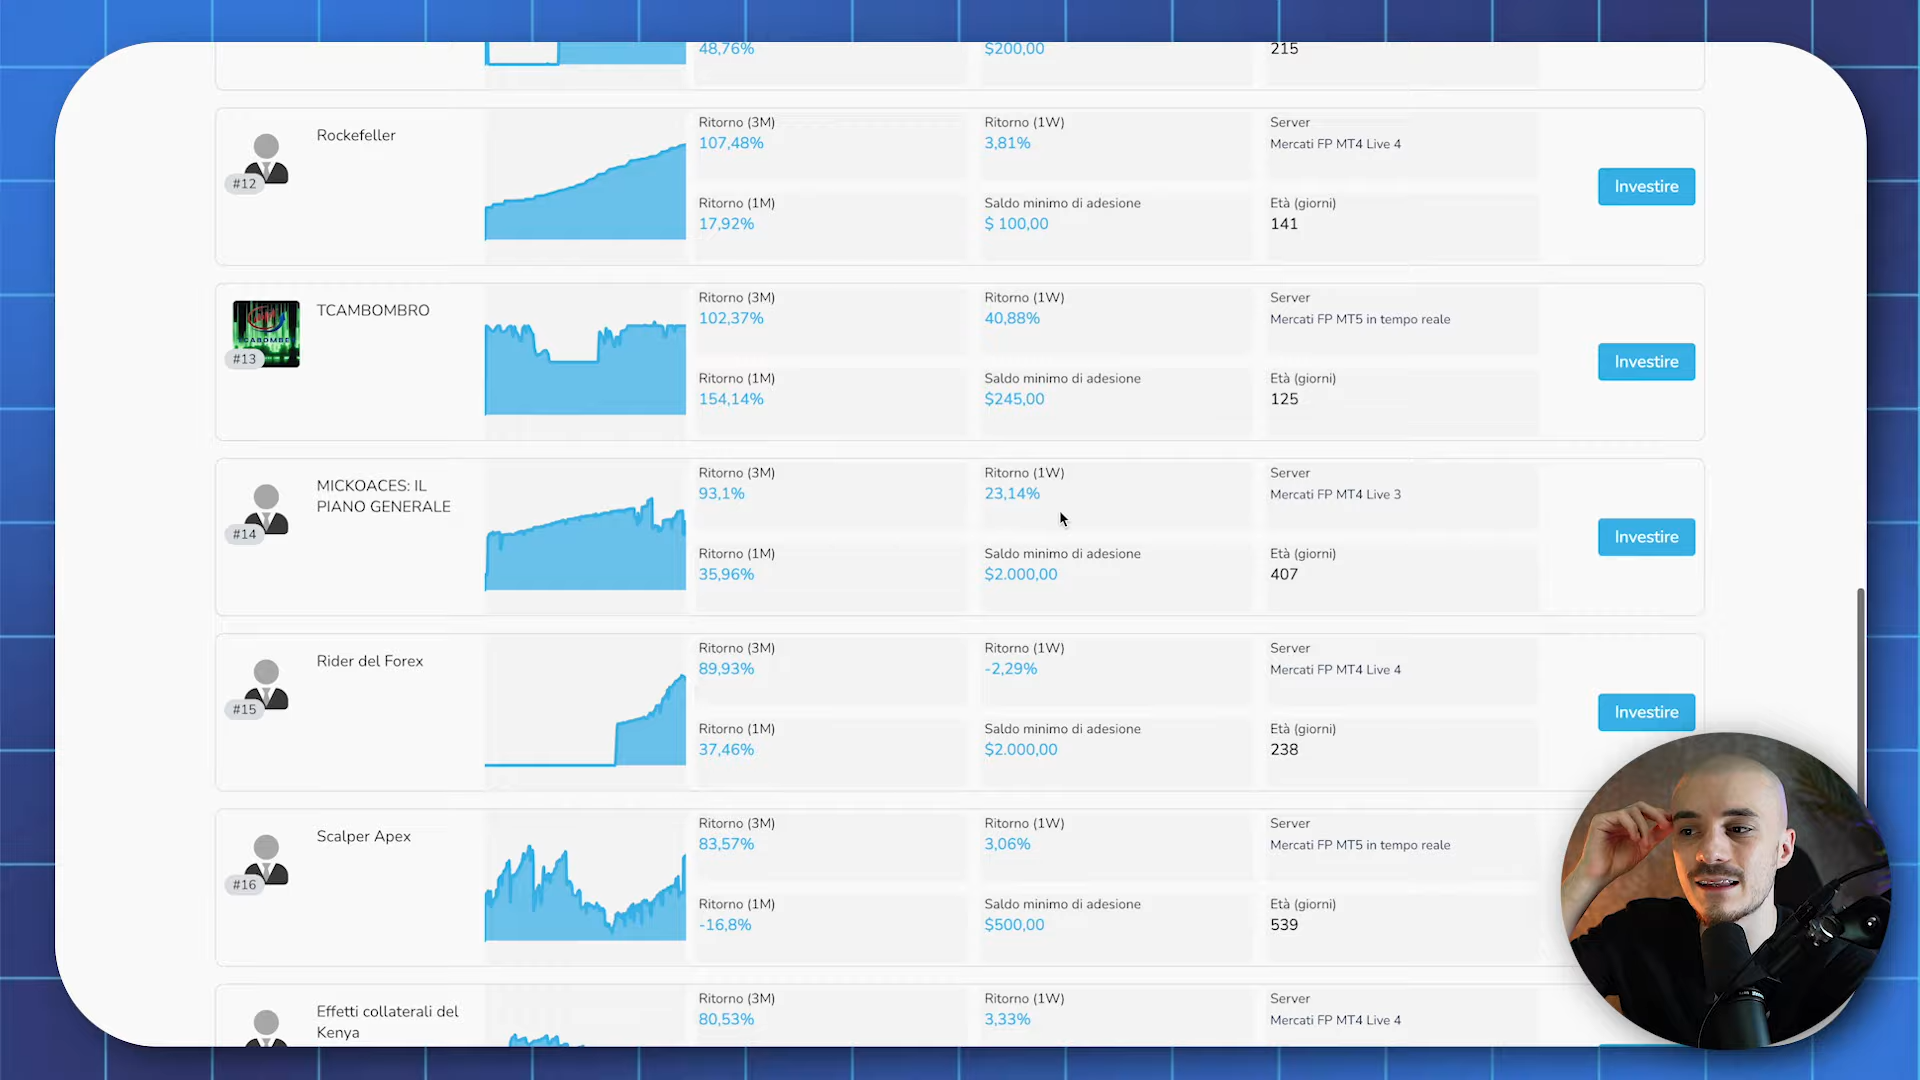 48,76%
$200,00
215
Rockefeller
#12
Ritorno (3M)
107,48%
Ritorno (1W)
3,81%
Server
Mercati FP MT4 Live 4
Investire
Ritorno (1M)
17,92%
Saldo minimo di adesione
$ 100,00
Età (giorni)
141
TCAMBOMBRO
#13
Ritorno (3M)
102,37%
Ritorno (1W)
40,88%
Server
Mercati FP MT5 in tempo reale
Investire
Ritorno (1M)
154,14%
Saldo minimo di adesione
$245,00
Età (giorni)
125
MICKOACES: IL
PIANO GENERALE
#14
Ritorno (3M)
93,1%
Ritorno (1W)
23,14%
Server
Mercati FP MT4 Live 3
Investire
Ritorno (1M)
35,96%
Saldo minimo di adesione
$2.000,00
Età (giorni)
407
Rider del Forex
#15
Ritorno (3M)
89,93%
Ritorno (1W)
-2,29%
Server
Mercati FP MT4 Live 4
Investire
Ritorno (1M)
37,46%
Saldo minimo di adesione
$2.000,00
Età (giorni)
238
Scalper Apex
#16
Ritorno (3M)
83,57%
Ritorno (1W)
3,06%
Server
Mercati FP MT5 in tempo reale
Ritorno (1M)
-16,8%
Saldo minimo di adesione
$500,00
Età (giorni)
539
Effetti collaterali del
Kenya
Ritorno (3M)
80,53%
Ritorno (1W)
3,33%
Server
Mercati FP MT4 Live 4